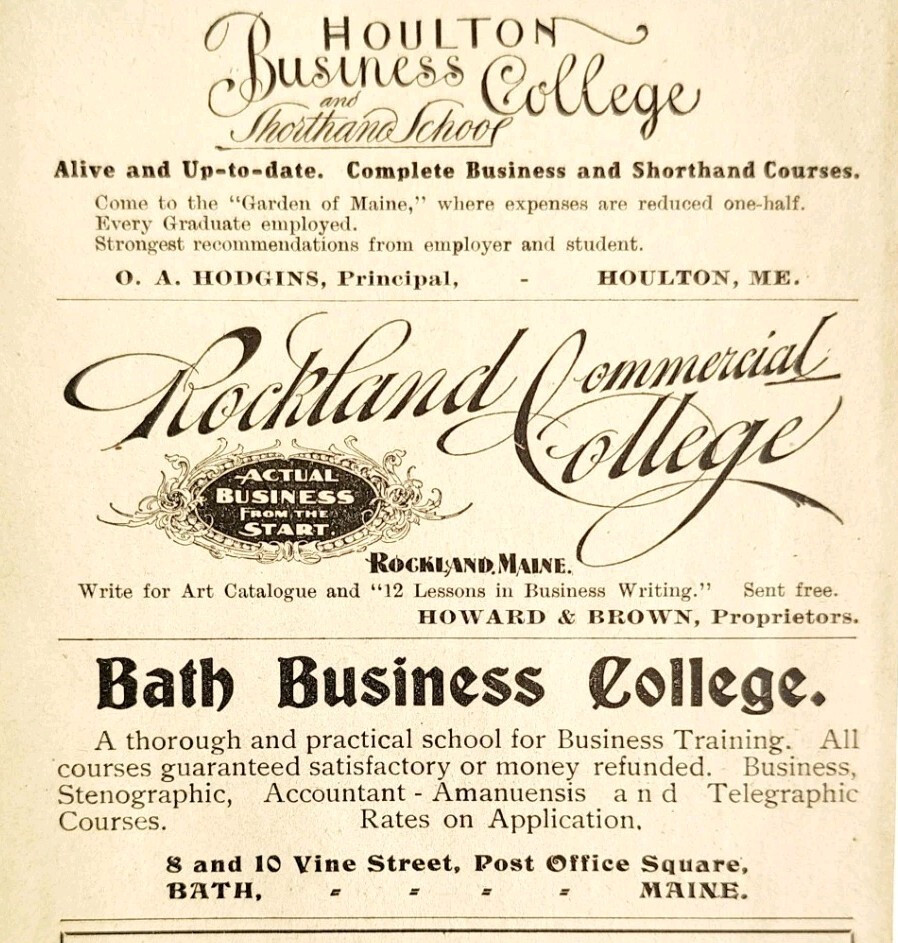 HOULTON
Business College
and
Shorthand School
Alive and Up-to-date. Complete Business and Shorthand Courses.
Come to the "Garden of Maine," where expenses are reduced one-half.
Every Graduate employed.
Strongest recommendations from employer and student.
O. A. HODGINS, Principal, - HOULTON, ME.
Rockland Commercial
College
ACTUAL
BUSINESS
FROM THE
START.
ROCKLAND, MAINE.
Write for Art Catalogue and "12 Lessons in Business Writing." Sent free.
HOWARD & BROWN, Proprietors.
Bath Business College.
A thorough and practical school for Business Training. All
courses guaranteed satisfactory or money refunded. Business,
Stenographic, Accountant - Amanuensis and Telegraphic
Courses. Rates on Application.
8 and 10 Vine Street, Post Office Square,
BATH, - - - - MAINE.